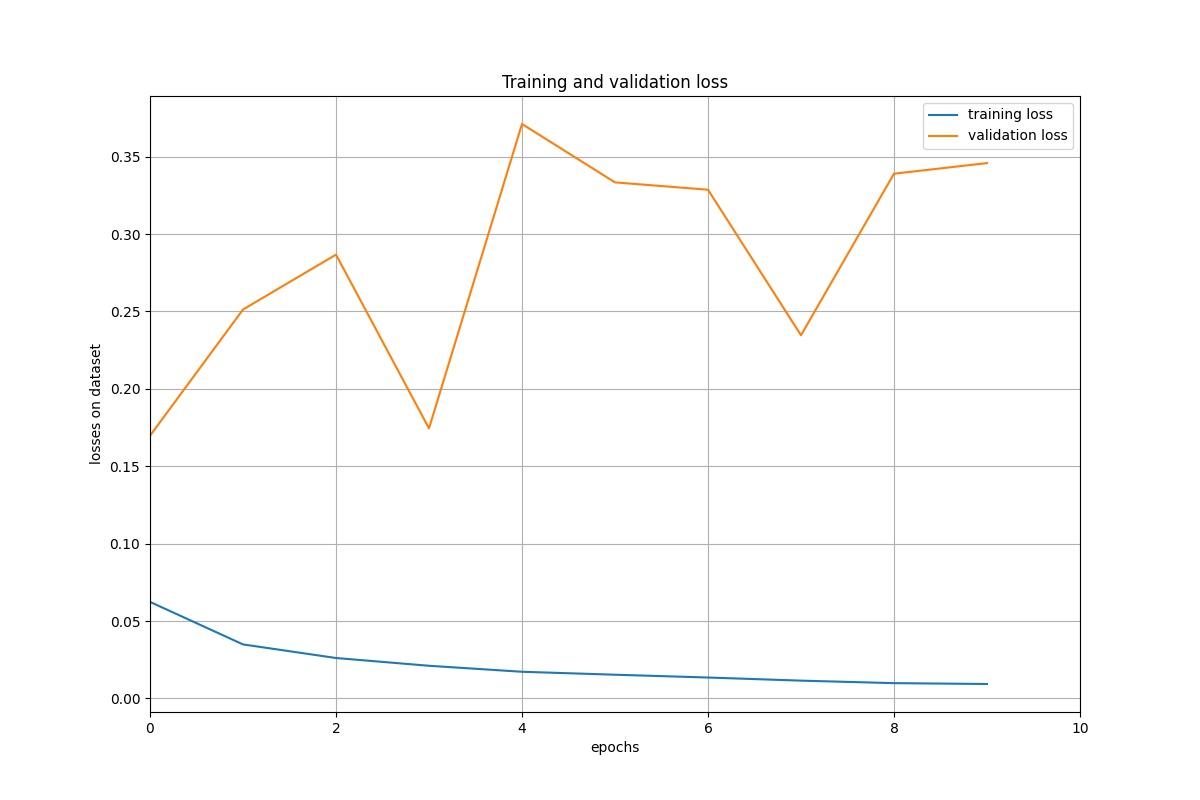 Training and validation loss
training loss
validation loss
0.35
0.30
0.25
0.20
0.15
0.10
0.05
0.00
losses on dataset
0 2 4 6 8 10
epochs